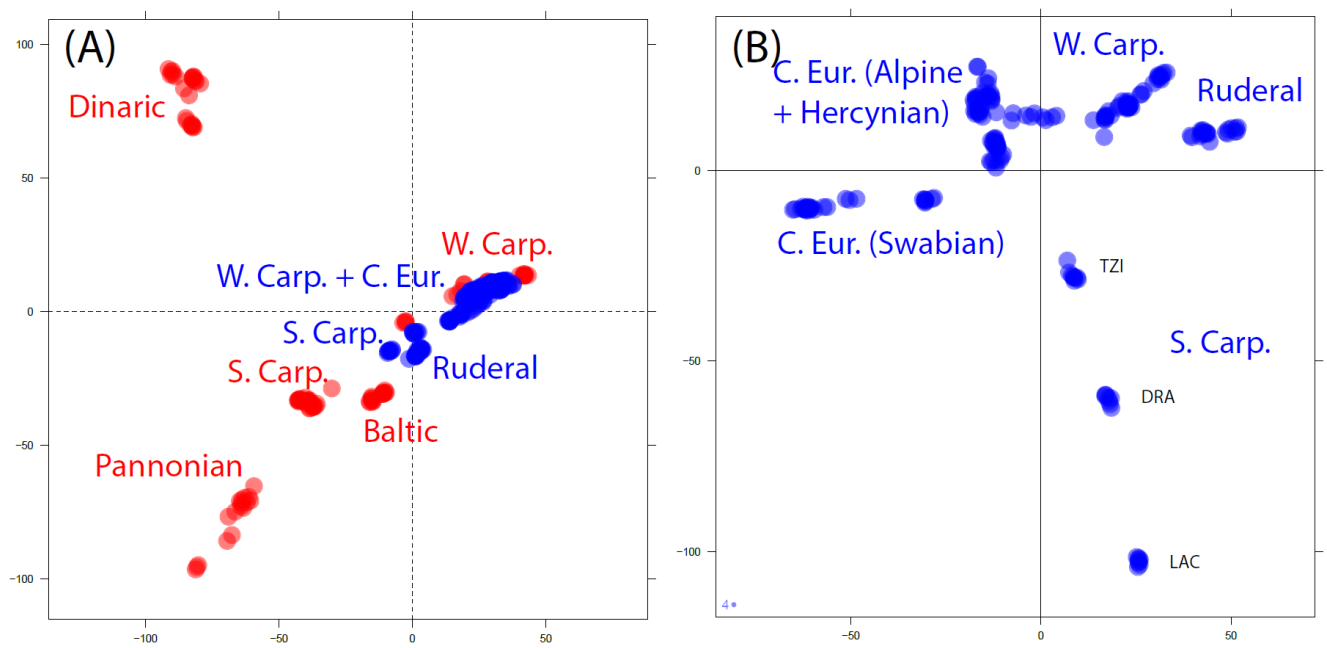 (A)
100
50
0
−50
−100
Dinaric
W. Carp.
W. Carp. + C. Eur.
S. Carp.
Ruderal
S. Carp.
Baltic
Pannonian
−100
−50
0
50
(B)
0
−50
−100
W. Carp.
C. Eur. (Alpine
+ Hercynian)
Ruderal
C. Eur. (Swabian)
TZI
S. Carp.
DRA
LAC
4
−50
0
50